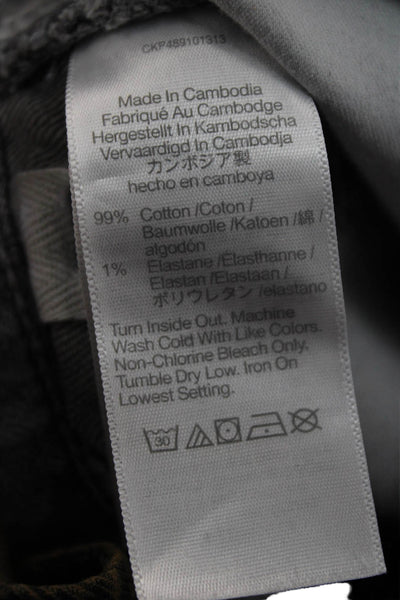 CKP489101313
Made In Cambodia
Fabriqué Au Cambodge
Hergestellt In Kambodscha
Vervaardigd In Cambodja
カンボジア製
hecho en camboya
99% Cotton /Coton/
Baumwolle /Katoen /綿/
algodón
1% Elastane /Élasthanne/
Elastan /Elastaan/
ポリウレタン /elastano
Turn Inside Out. Machine
Wash Cold With Like Colors.
Non-Chlorine Bleach Only.
Tumble Dry Low. Iron On
Lowest Setting.
30